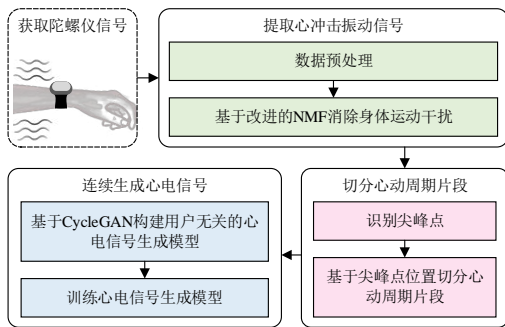 获取陀螺仪信号
提取心冲击振动信号
数据预处理
基于改进的NMF消除身体运动干扰
切分心动周期片段
识别尖峰点
基于尖峰点位置切分心
动周期片段
连续生成心电信号
基于CycleGAN构建用户无关的心
电信号生成模型
训练心电信号生成模型